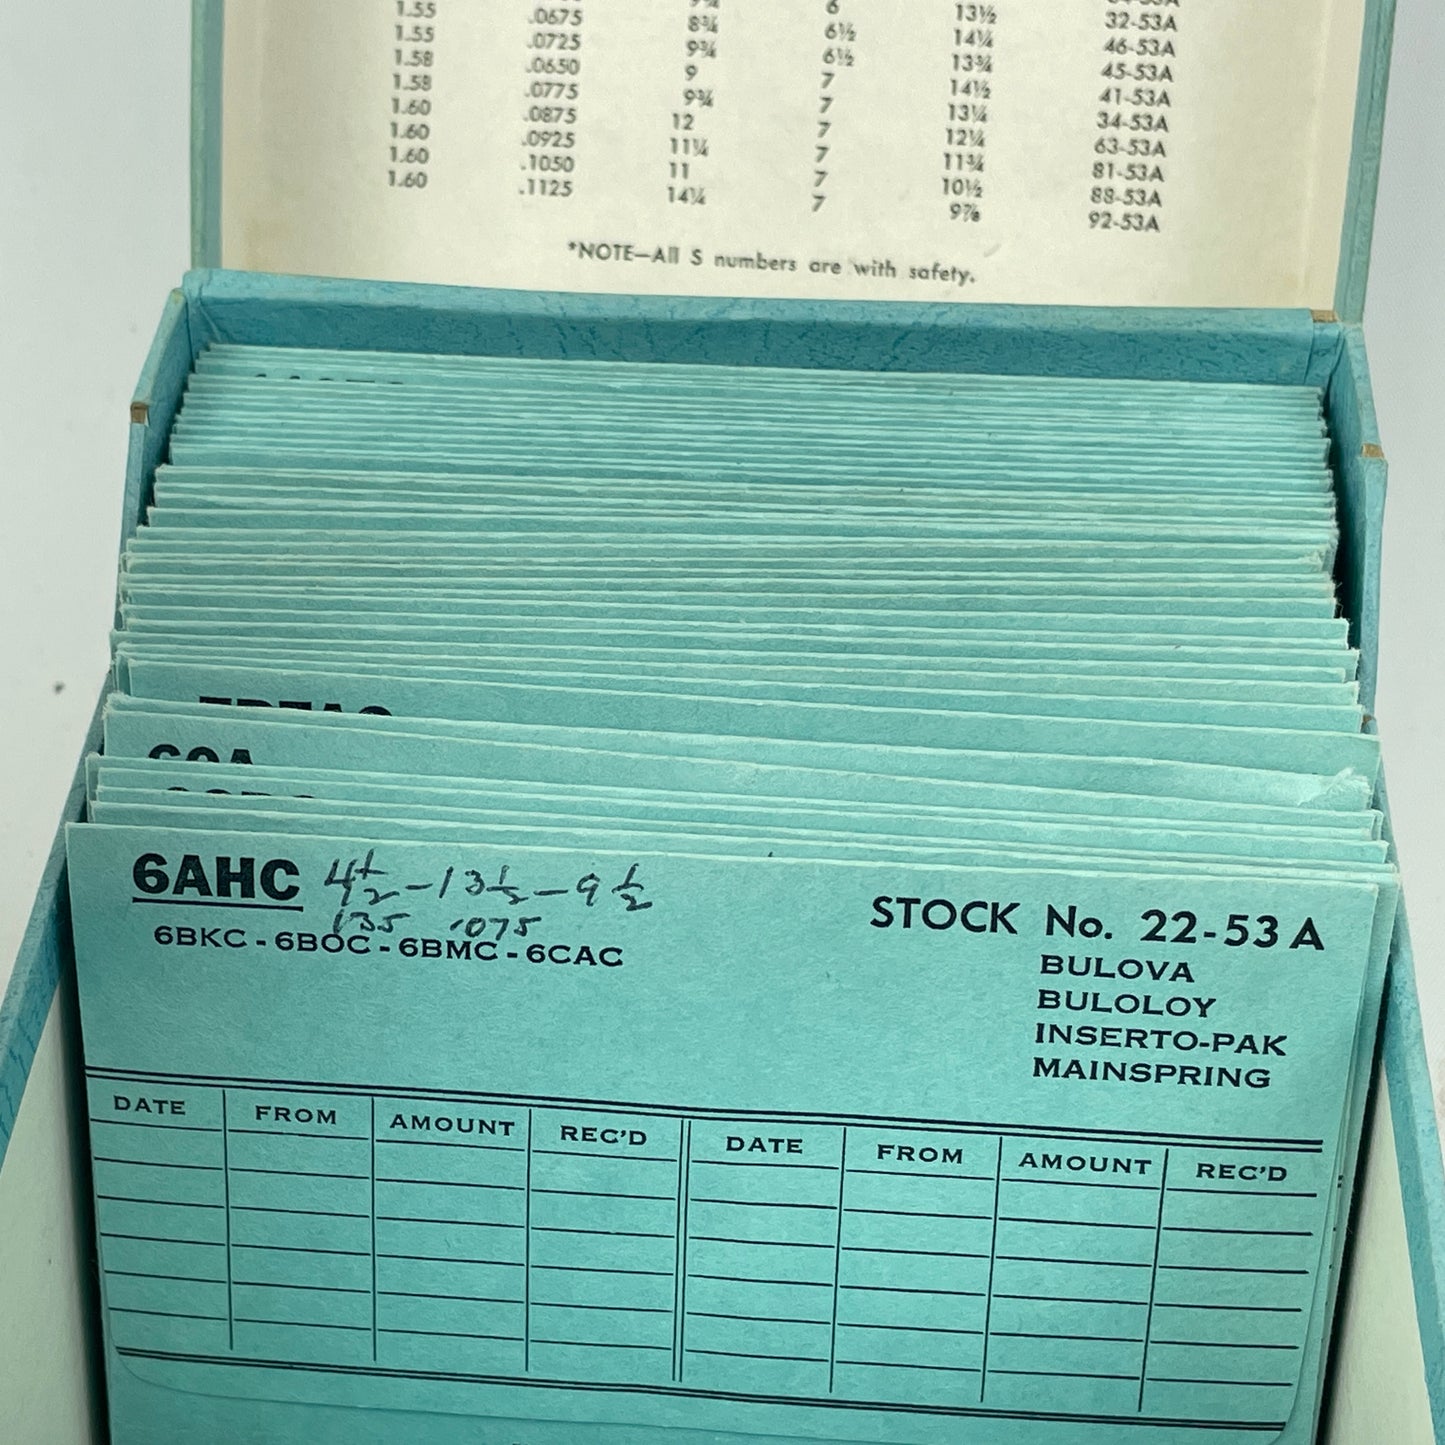 1.55 .0675 8¾ 6½ 13½ 32-53A
1.55 .0725 9¾ 6½ 14¼ 46-53A
1.58 .0650 9 7 13¾ 45-53A
1.58 .0775 9¾ 7 14½ 41-53A
1.60 .0875 12 7 13¼ 34-53A
1.60 .0925 11¼ 7 12¼ 63-53A
1.60 .1050 11 7 11¾ 81-53A
1.60 .1125 14¼ 7 10½ 88-53A
9⅞ 92-53A
*NOTE—All S numbers are with safety.
6AHC 4½-13½-9½
135 .075
6BKC - 6BOC - 6BMC - 6CAC
STOCK No. 22-53A
BULOVA
BULOLOY
INSERTO-PAK
MAINSPRING
DATE FROM AMOUNT REC'D DATE FROM AMOUNT REC'D